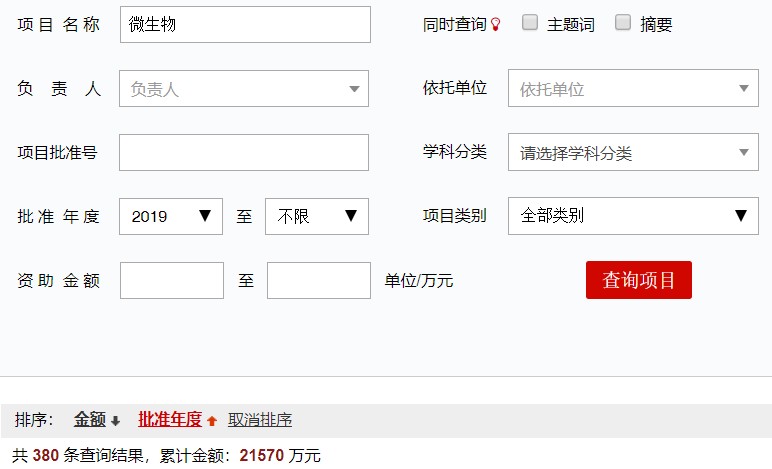 项目名称 微生物 同时查询 主题词 摘要
负责人 负责人 依托单位 依托单位
项目批准号 学科分类 请选择学科分类
批准年度 2019 至 不限 项目类别 全部类别
资助金额 至 单位/万元 查询项目
排序： 金额 批准年度 取消排序
共 380 条查询结果，累计金额：21570 万元